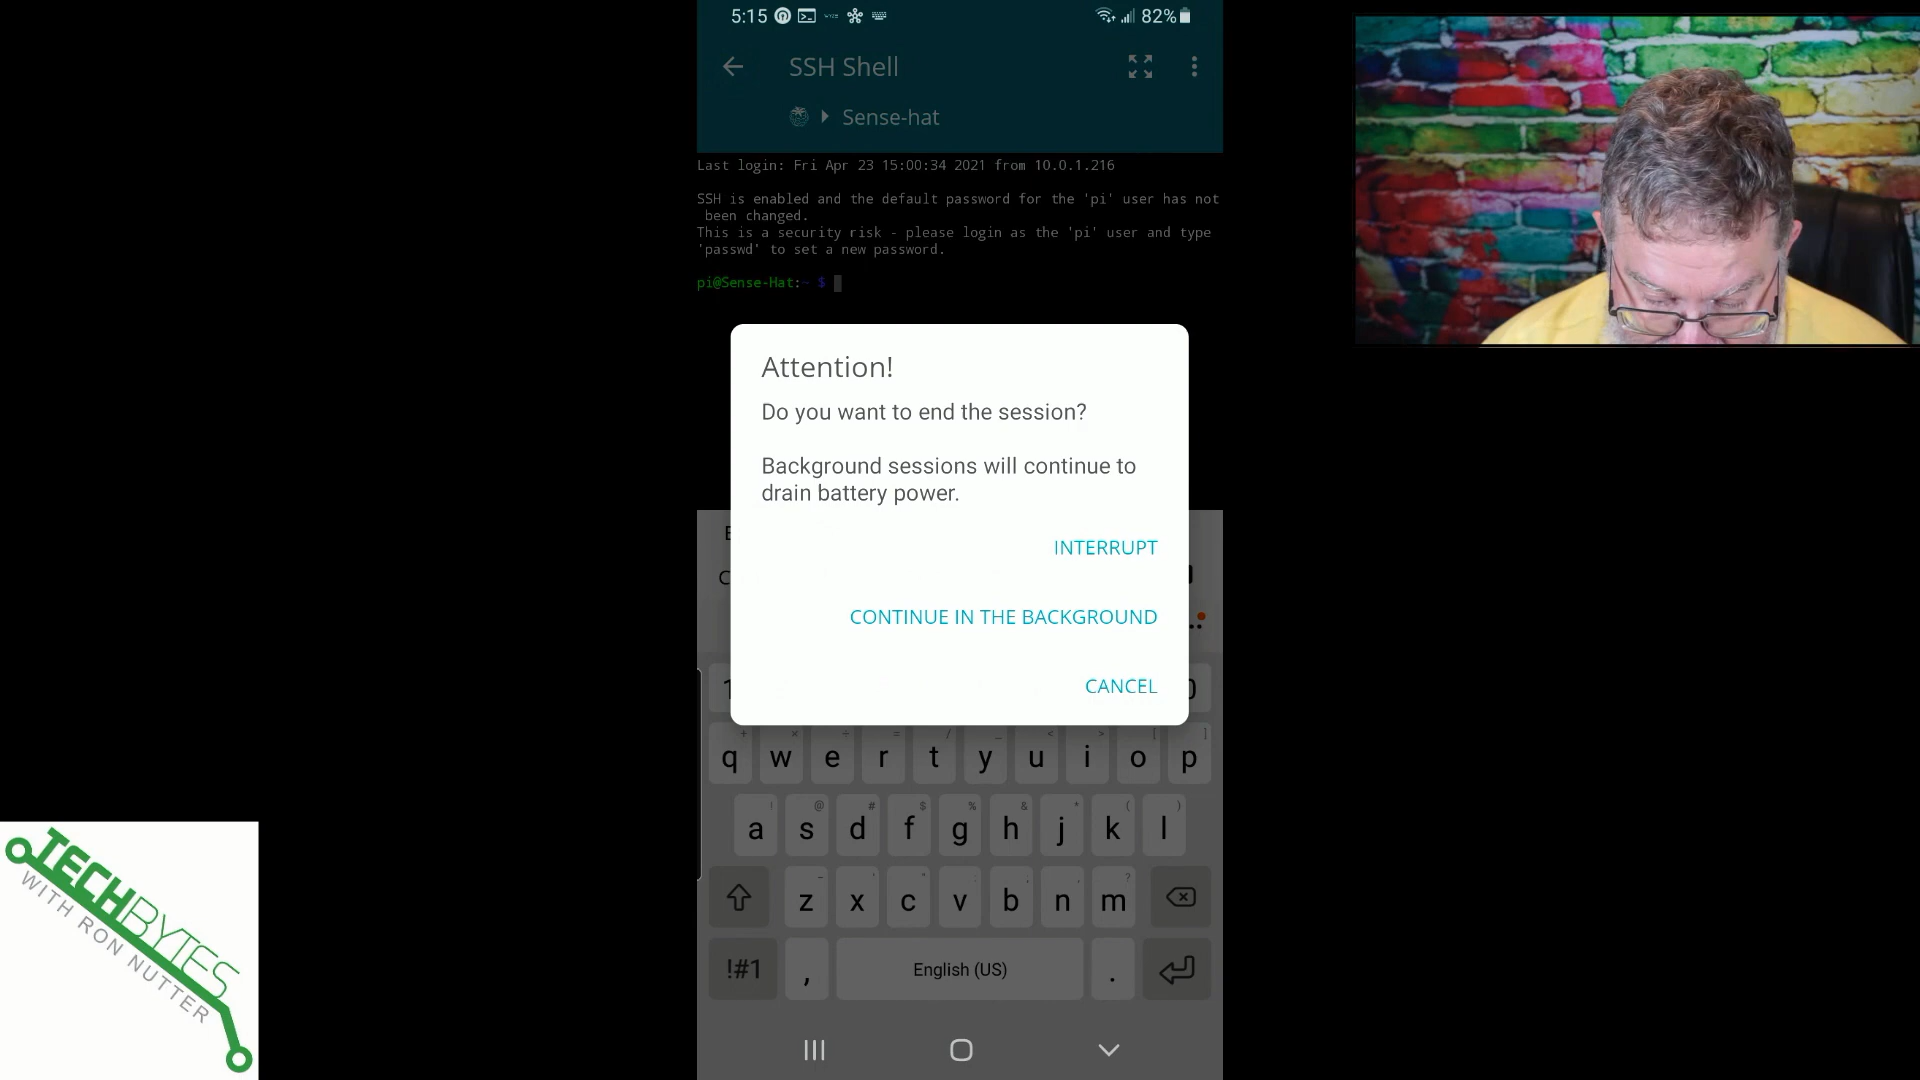 5:15
82%
SSH Shell
Sense-hat
Last login: Fri Apr 23 15:00:34 2021 from 10.0.1.216
SSH is enabled and the default password for the 'pi' user has not
been changed.
This is a security risk - please login as the 'pi' user and type
'passwd' to set a new password.
pi@Sense-Hat:~ $
Attention!
Do you want to end the session?
Background sessions will continue to
drain battery power.
INTERRUPT
CONTINUE IN THE BACKGROUND
CANCEL
q w e r t y u i o p
a s d f g h j k l
z x c v b n m
!#1 , English (US) .
TECHBYTES
WITH RON NUTTER